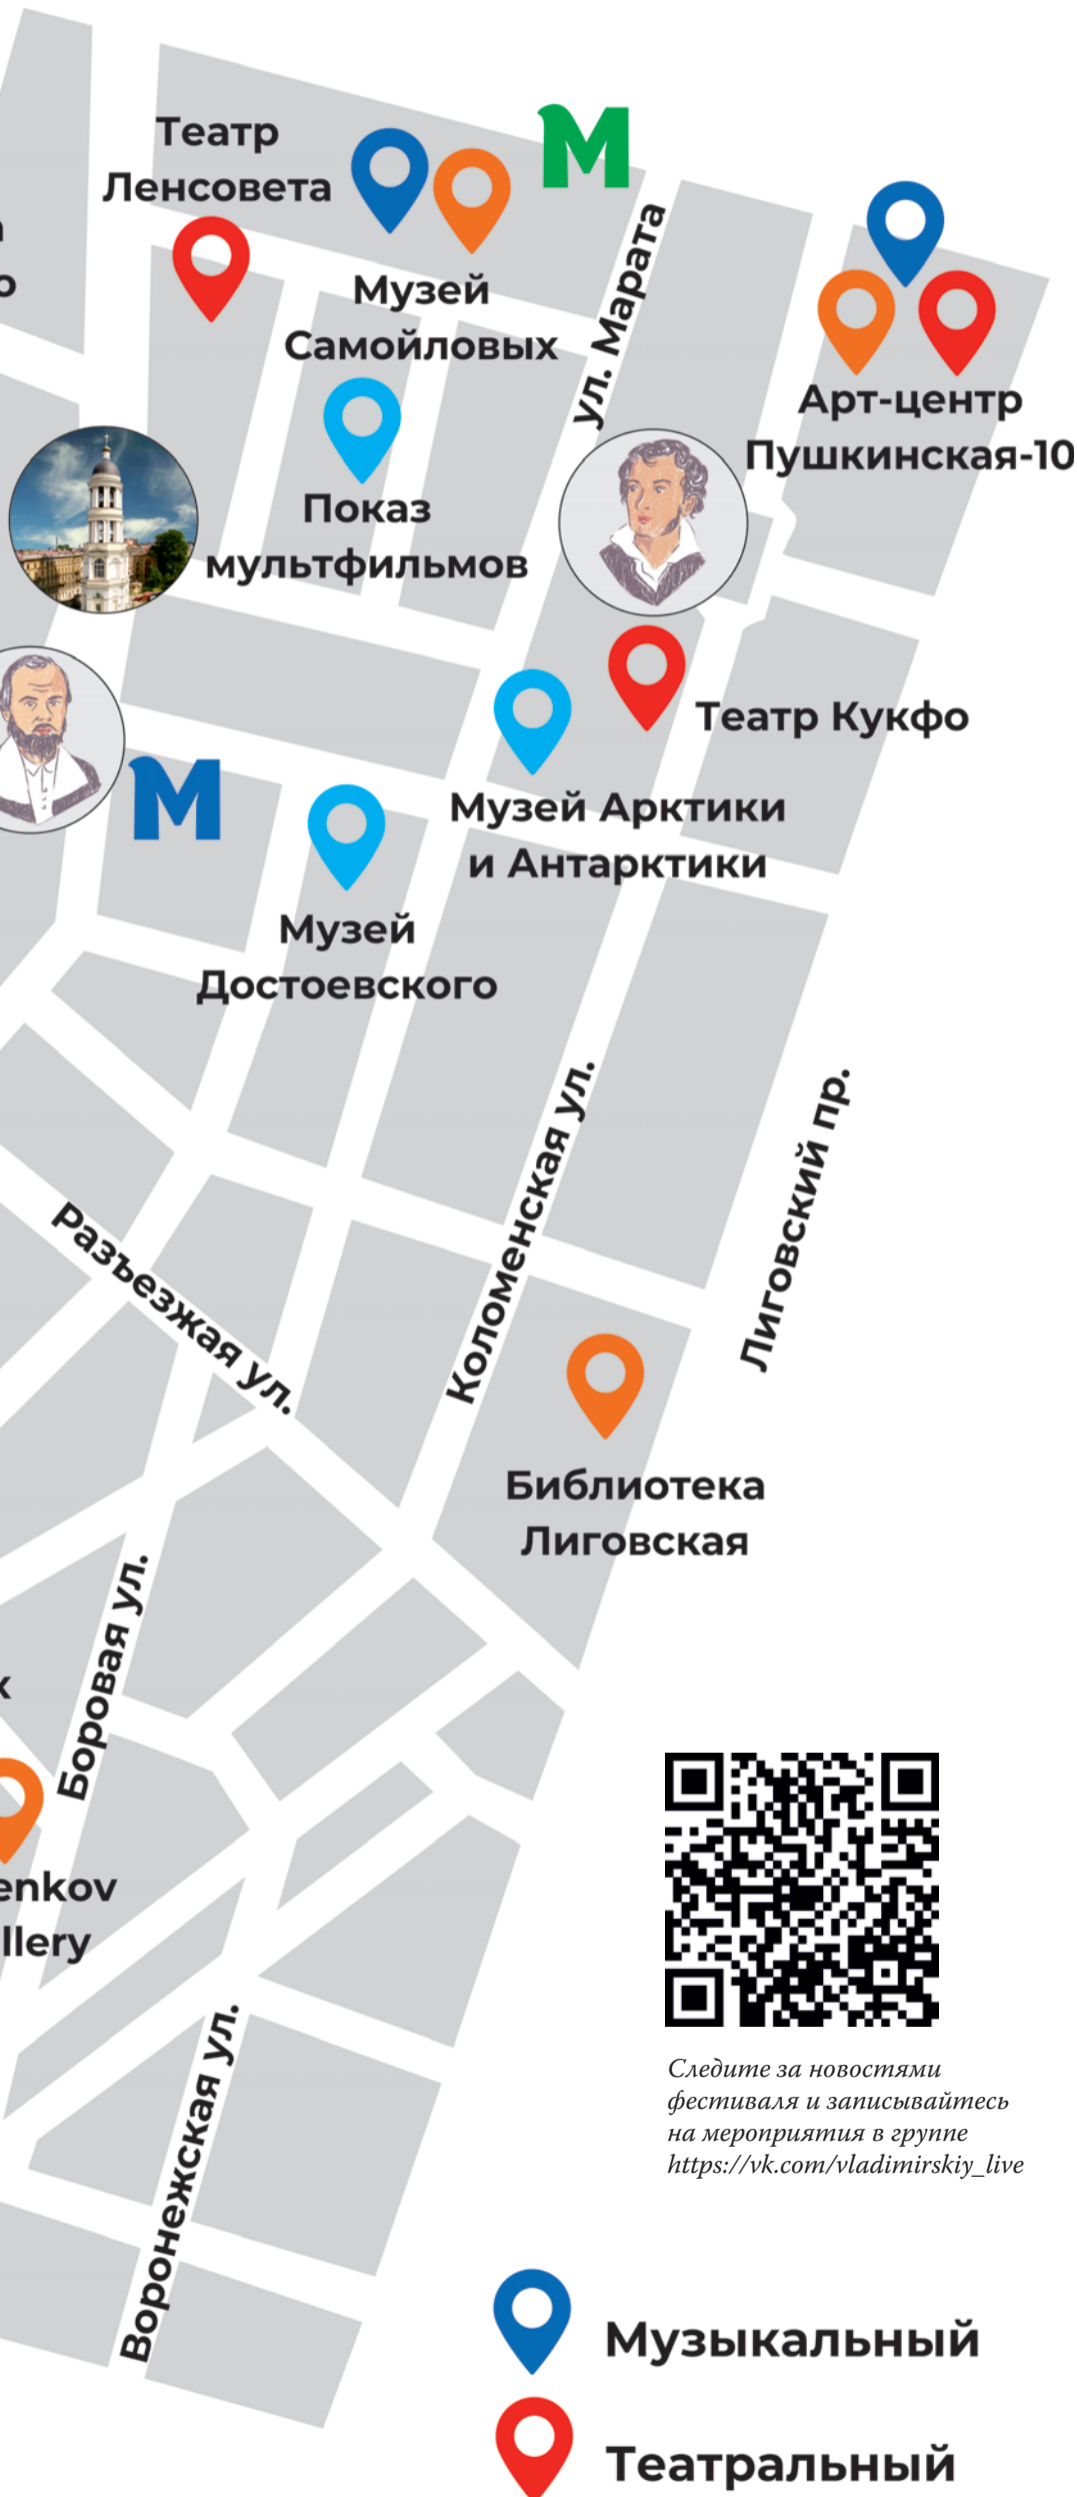 Театр
Ленсовета
М
ул. Марата
Музей
Самойловых
Арт-центр
Пушкинская-10
Показ
мультфильмов
Театр Кукфо
М
Музей Арктики
и Антарктики
Музей
Достоевского
Разъезжая ул.
Коломенская ул.
Лиговский пр.
Библиотека
Лиговская
Боровая ул.
enkov
llery
Воронежская ул.
Следите за новостями
фестиваля и записывайтесь
на мероприятия в группе
https://vk.com/vladimirskiy_live
Музыкальный
Театральный